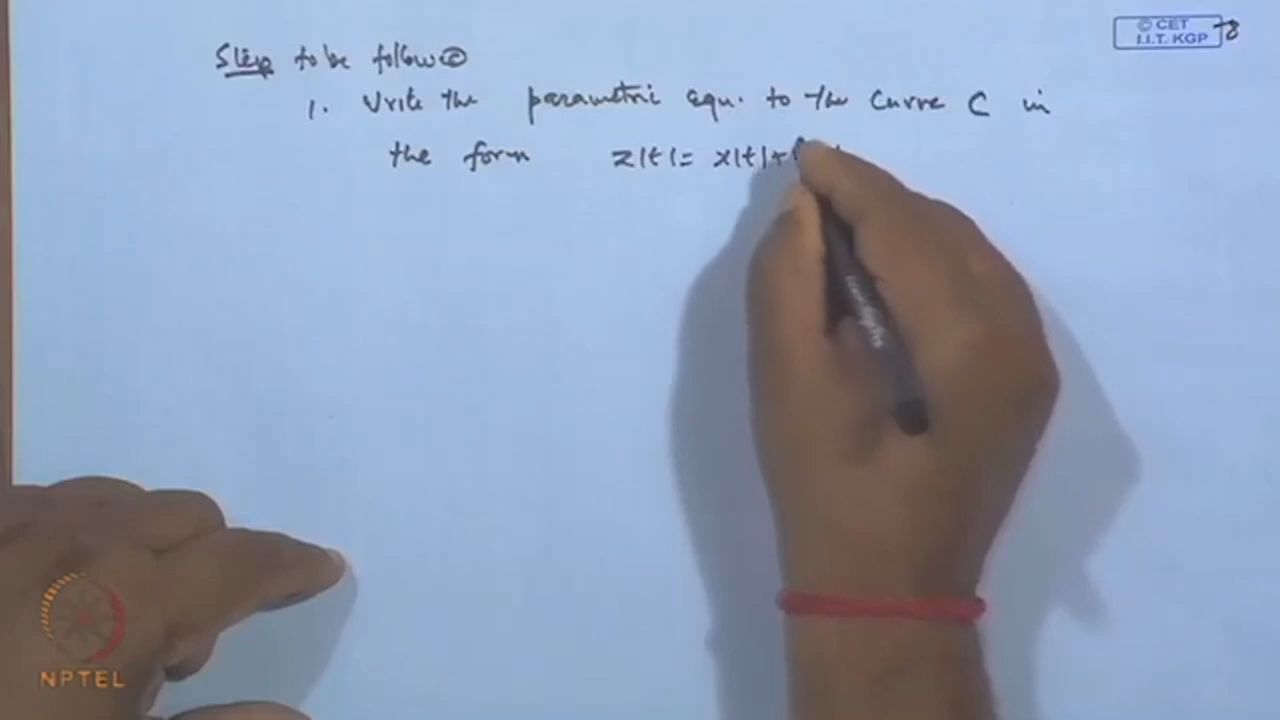 © CET
I.I.T. KGP
Step to be followed
1. Write the parametric equ. to the curve C in
the form z(t) = x(t) +
NPTEL